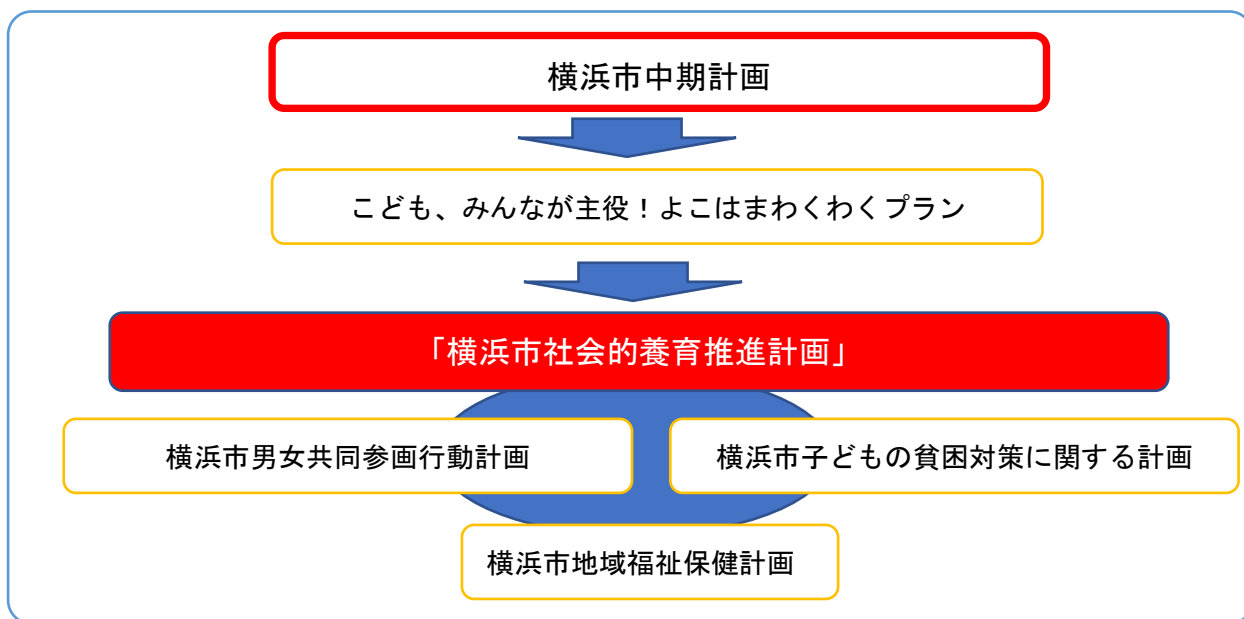 横浜市中期計画
こども、みんなが主役！よこはまわくわくプラン
「横浜市社会的養育推進計画」
横浜市男女共同参画行動計画
横浜市子どもの貧困対策に関する計画
横浜市地域福祉保健計画